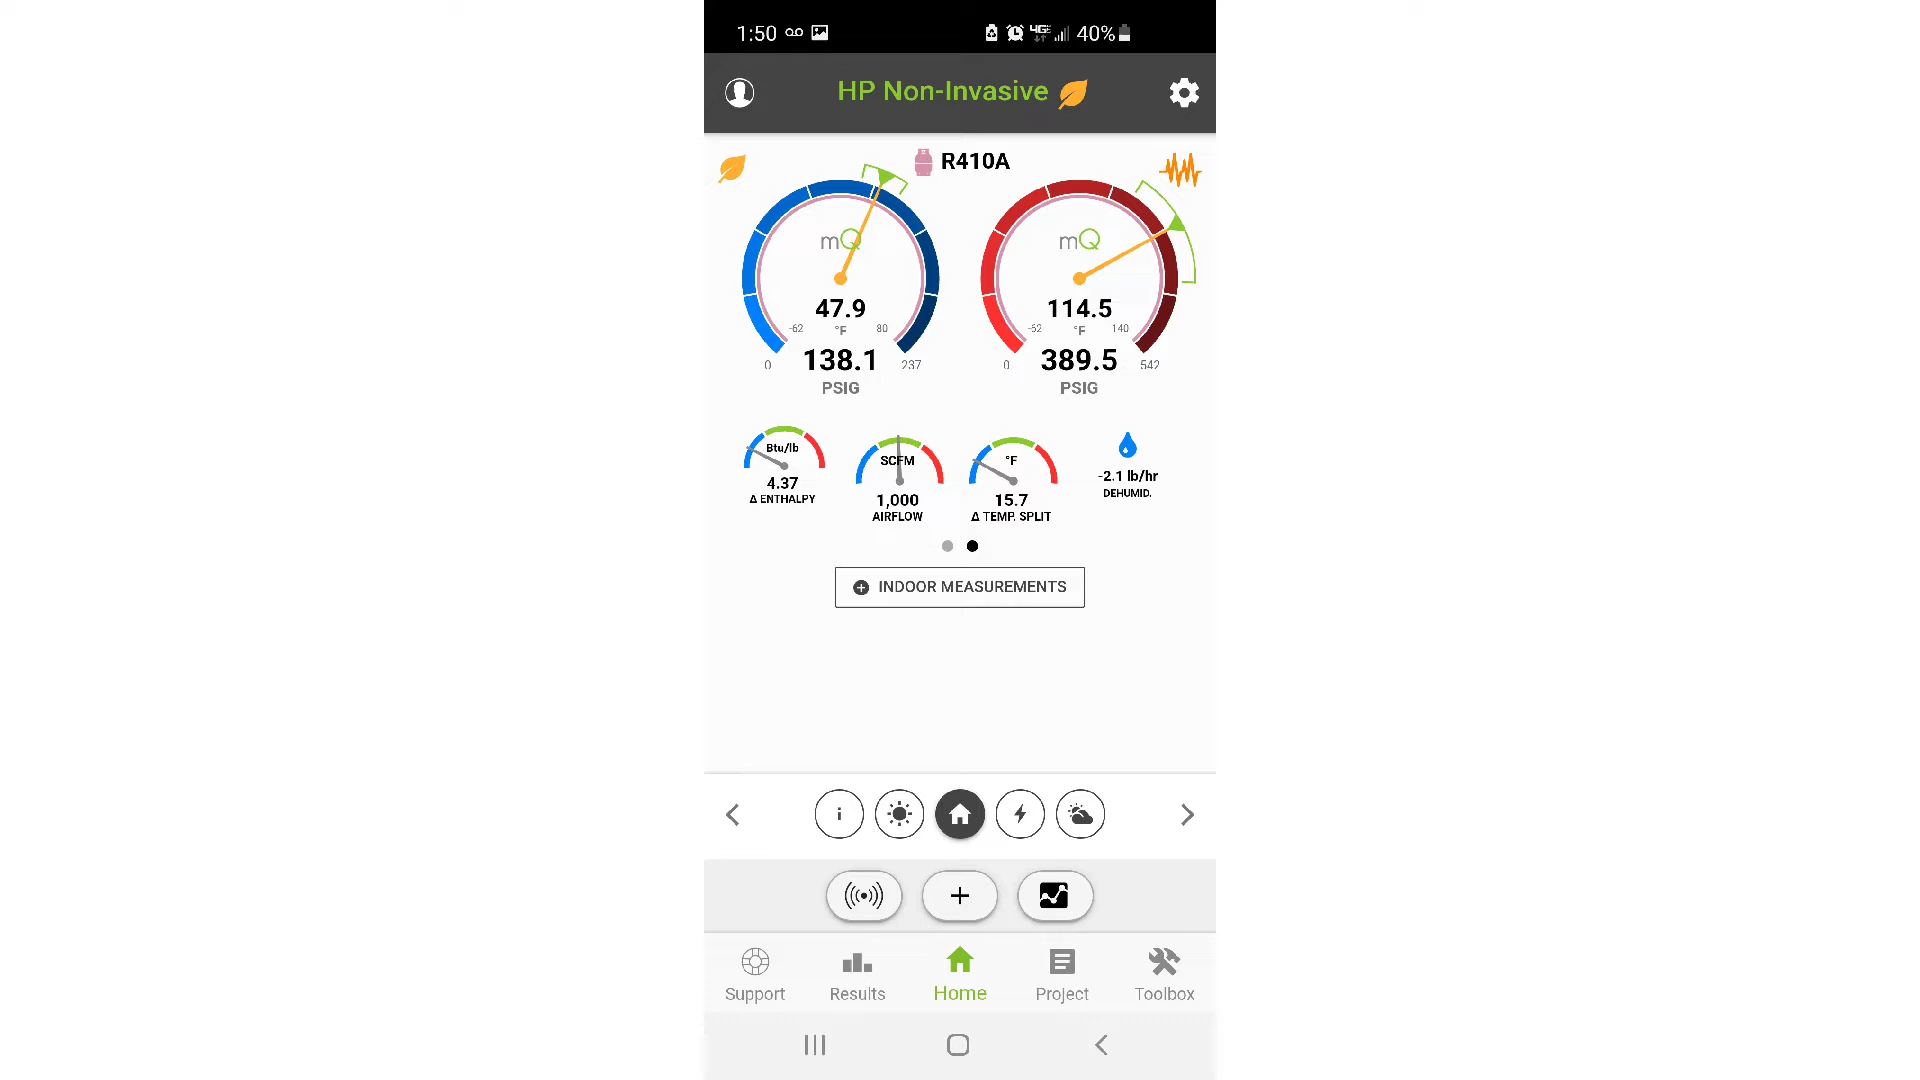 1:50 4G 40%
HP Non-Invasive
R410A
mQ mQ
47.9 114.5
-62 °F 80 -62 °F 140
0 138.1 237 0 389.5 542
PSIG PSIG
Btu/lb SCFM °F
4.37 1,000 15.7 -2.1 lb/hr
Δ ENTHALPY AIRFLOW Δ TEMP. SPLIT DEHUMID.
INDOOR MEASUREMENTS
i
Support Results Home Project Toolbox